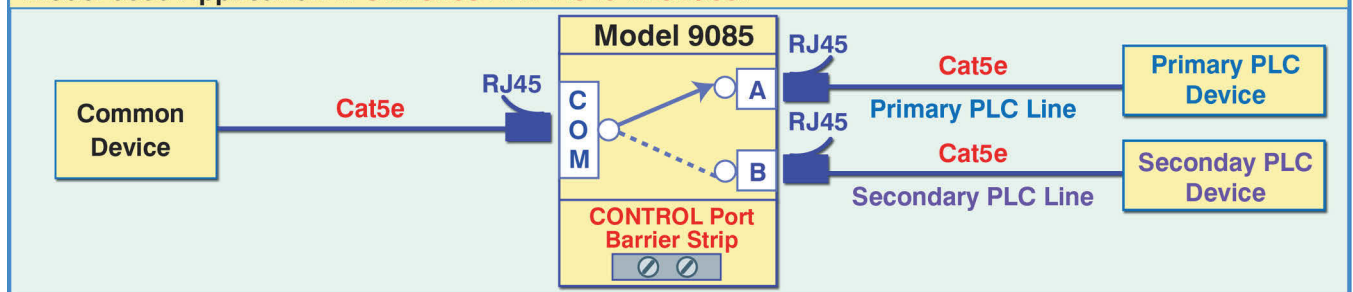 Model 9085
RJ45
RJ45
Cat5e
Primary PLC
Device
Common
Device
Cat5e
COM
A
Primary PLC Line
RJ45
Cat5e
B
Seconday PLC
Device
Secondary PLC Line
CONTROL Port
Barrier Strip